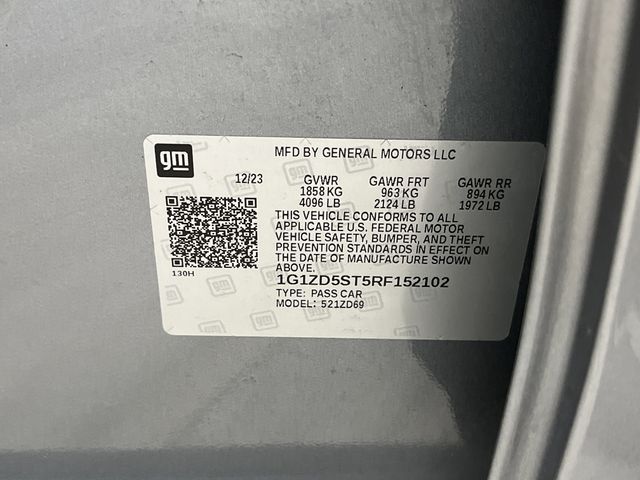 gm
MFD BY GENERAL MOTORS LLC
12/23 GVWR GAWR FRT GAWR RR
1858 KG 963 KG 894 KG
4096 LB 2124 LB 1972 LB
THIS VEHICLE CONFORMS TO ALL
APPLICABLE U.S. FEDERAL MOTOR
VEHICLE SAFETY, BUMPER, AND THEFT
PREVENTION STANDARDS IN EFFECT ON
THE DATE OF MANUFACTURE SHOWN
ABOVE.
130H
1G1ZD5ST5RF152102
TYPE: PASS CAR
MODEL: 521ZD69